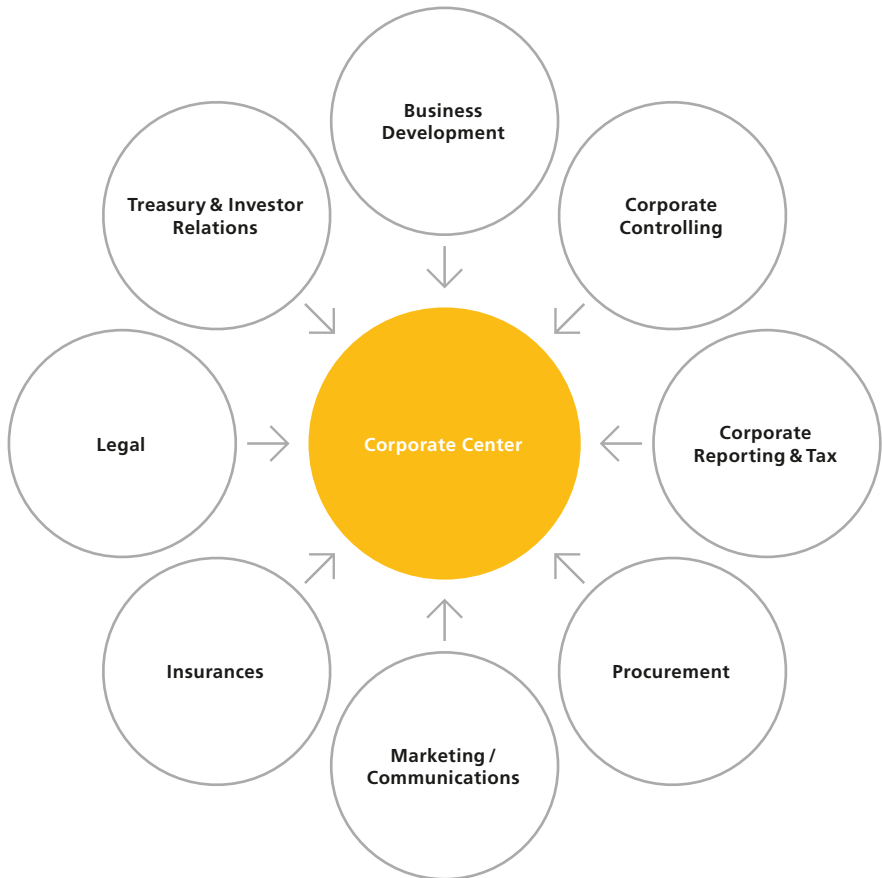 Business
Development
Treasury & Investor
Relations
Corporate
Controlling
Legal
Corporate Center
Corporate
Reporting & Tax
Insurances
Procurement
Marketing /
Communications